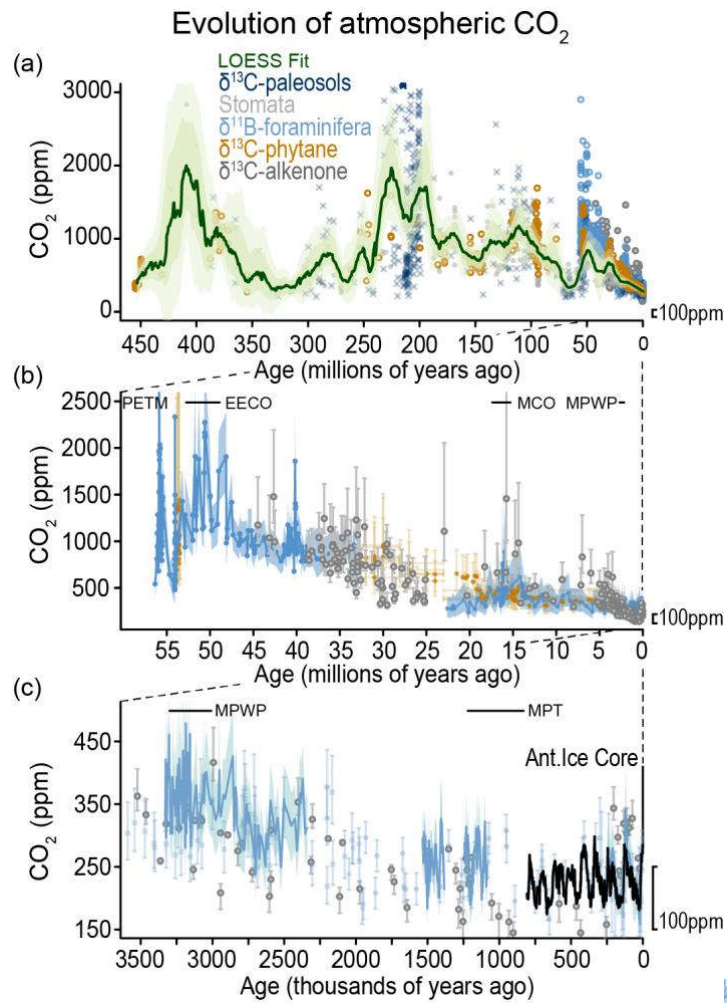 Evolution of atmospheric CO₂
(a)
LOESS Fit
δ¹³C-paleosols
Stomata
δ¹¹B-foraminifera
δ¹³C-phytane
δ¹³C-alkenone
CO₂ (ppm)
3000
2000
1000
0
100ppm
450 400 350 300 250 200 150 100 50 0
Age (millions of years ago)
(b)
PETM EECO MCO MPWP
CO₂ (ppm)
2500
2000
1500
1000
500
100ppm
55 50 45 40 35 30 25 20 15 10 5 0
Age (millions of years ago)
(c)
MPWP MPT
Ant.Ice Core
CO₂ (ppm)
450
350
250
150
100ppm
3500 3000 2500 2000 1500 1000 500 0
Age (thousands of years ago)